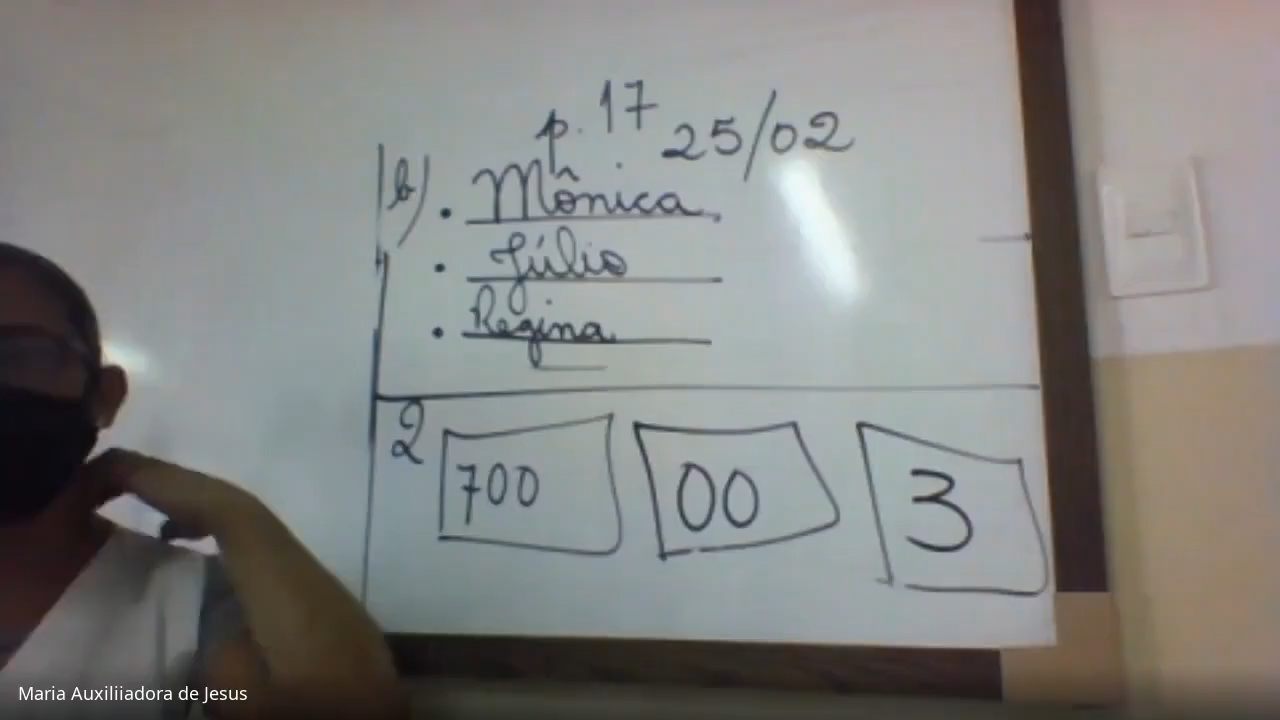 p. 17 25/02
b) • Mônica
• Júlio
• Regina
2 700 00 3
Maria Auxiliiadora de Jesus